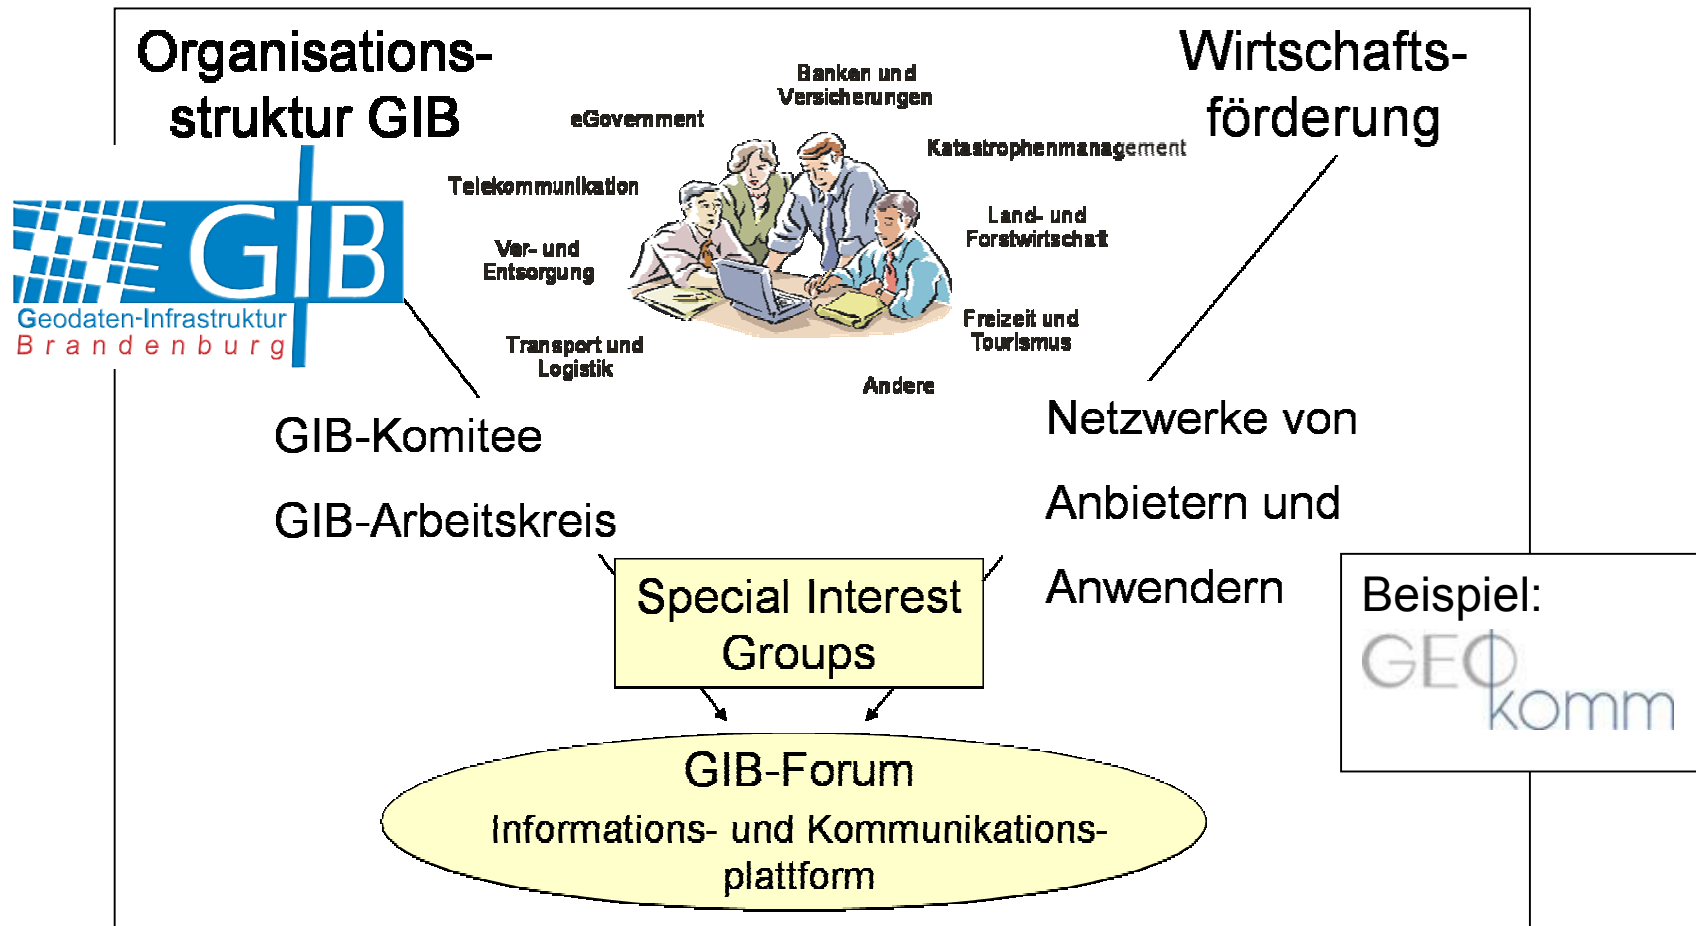 Organisations-
struktur GIB
Wirtschafts-
förderung
Banken und
Versicherungen
eGovernment
Katastrophenmanagement
Telekommunikation
Land- und
Forstwirtschaft
Ver- und
Entsorgung
Freizeit und
Tourismus
Transport und
Logistik
Andere
GIB
Geodaten-Infrastruktur
Brandenburg
GIB-Komitee
GIB-Arbeitskreis
Netzwerke von
Anbietern und
Anwendern
Special Interest
Groups
Beispiel:
GEO
komm
GIB-Forum
Informations- und Kommunikations-
plattform